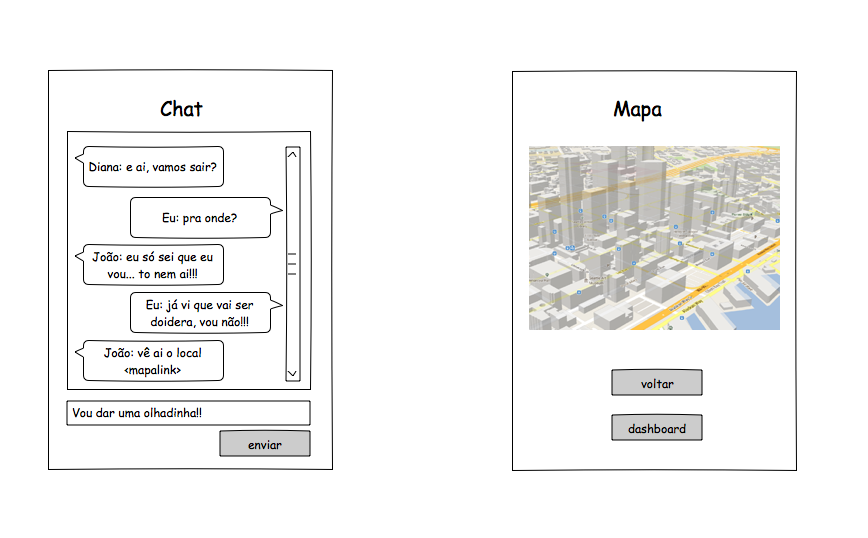 Chat
Diana: e ai, vamos sair?
Eu: pra onde?
João: eu só sei que eu
vou... to nem ai!!!
Eu: já vi que vai ser
doidera, vou não!!!
João: vê ai o local
<mapalink>
Vou dar uma olhadinha!!
enviar
Mapa
voltar
dashboard